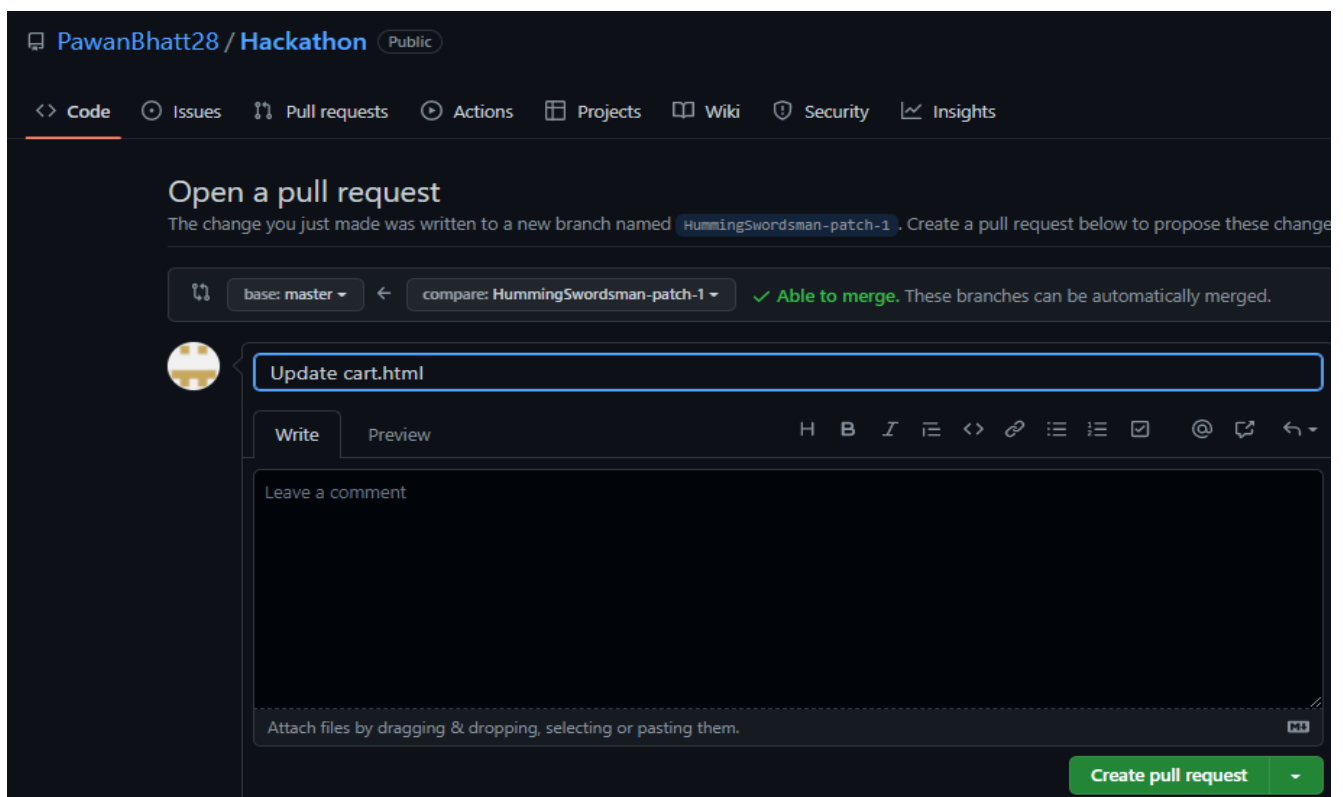 PawanBhatt28 / Hackathon Public
Code Issues Pull requests Actions Projects Wiki Security Insights
Open a pull request
The change you just made was written to a new branch named HummingSwordsman-patch-1 . Create a pull request below to propose these change
base: master compare: HummingSwordsman-patch-1 Able to merge. These branches can be automatically merged.
Update cart.html
Write Preview H B I @
Leave a comment
Attach files by dragging & dropping, selecting or pasting them.
Create pull request